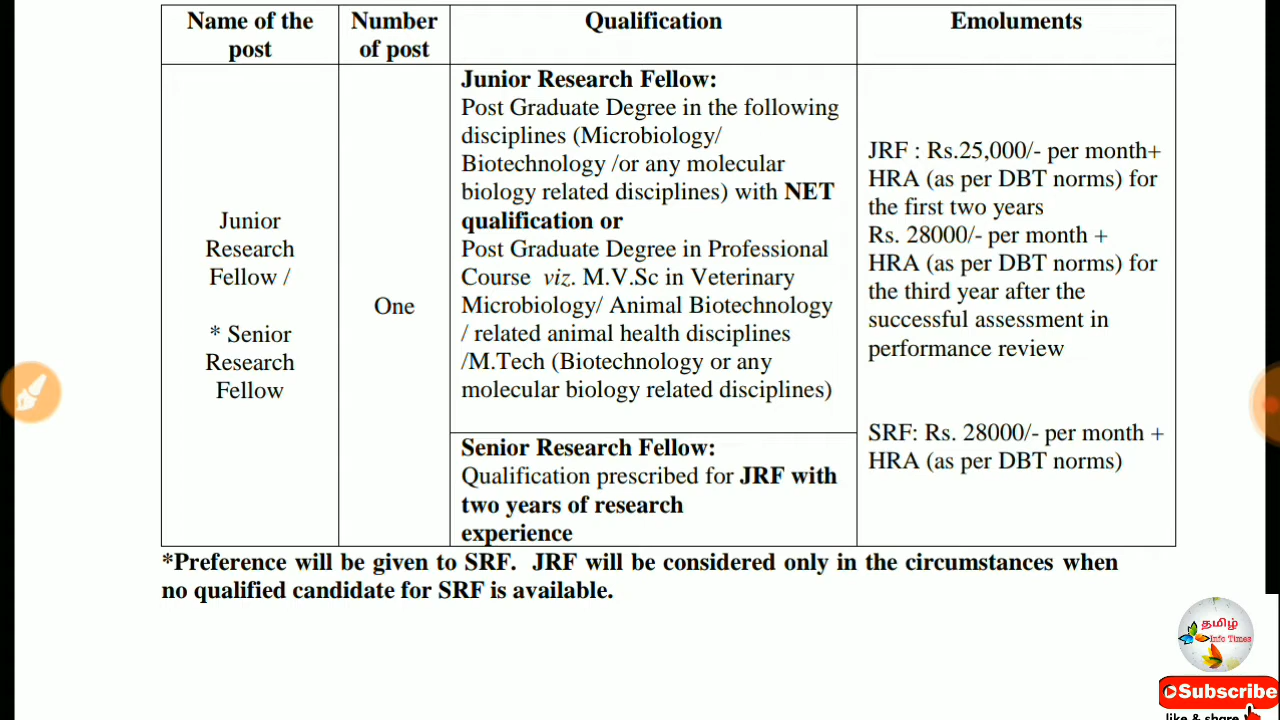 Name of the
post
Number
of post
Qualification
Emoluments
Junior
Research
Fellow /
* Senior
Research
Fellow
One
Junior Research Fellow:
Post Graduate Degree in the following
disciplines (Microbiology/
Biotechnology /or any molecular
biology related disciplines) with NET
qualification or
Post Graduate Degree in Professional
Course viz. M.V.Sc in Veterinary
Microbiology/ Animal Biotechnology
/ related animal health disciplines
/M.Tech (Biotechnology or any
molecular biology related disciplines)
Senior Research Fellow:
Qualification prescribed for JRF with
two years of research
experience
JRF : Rs.25,000/- per month+
HRA (as per DBT norms) for
the first two years
Rs. 28000/- per month +
HRA (as per DBT norms) for
the third year after the
successful assessment in
performance review
SRF: Rs. 28000/- per month +
HRA (as per DBT norms)
*Preference will be given to SRF. JRF will be considered only in the circumstances when
no qualified candidate for SRF is available.
தமிழ்
Info Times
Subscribe
like & share